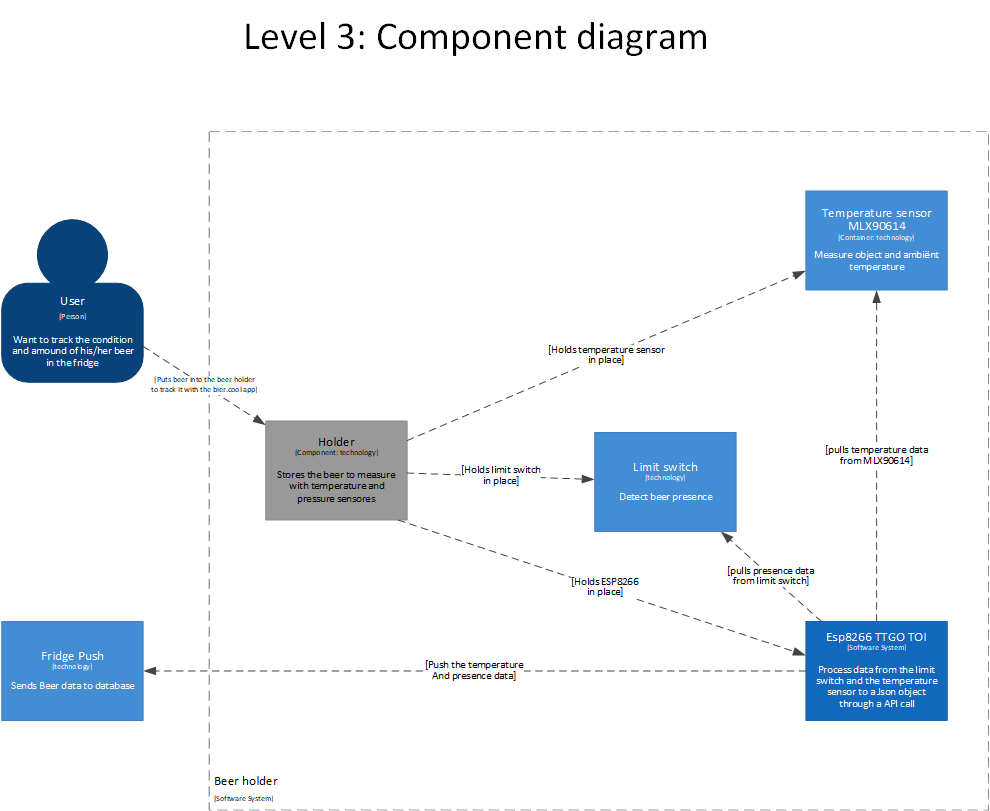 Level 3: Component diagram
Temperature sensor
MLX90614
[Container: technology]
Measure object and ambiënt
temperature
User
[Person]
Want to track the condition
and amound of his/her beer
in the fridge
[Puts beer into the beer holder
to track it with the bier.cool app]
[Holds temperature sensor
in place]
Holder
[Component: technology]
Stores the beer to measure
with temperature and
pressure sensores
[Holds limit switch
in place]
Limit switch
[technology]
Detect beer presence
[pulls temperature data
from MLX90614]
[pulls presence data
from limit switch]
[Holds ESP8266
in place]
Fridge Push
[technology]
Sends Beer data to database
[Push the temperature
And presence data]
Esp8266 TTGO TOI
[Software System]
Process data from the limit
switch and the temperature
sensor to a Json object
through a API call
Beer holder
[Software System]